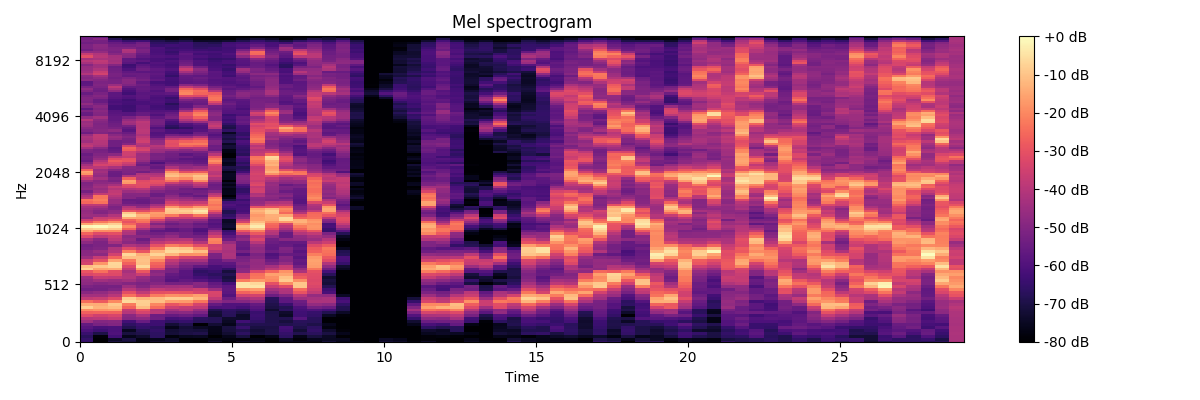 Mel spectrogram
Hz
8192
4096
2048
1024
512
0
0 5 10 15 20 25
Time
+0 dB
-10 dB
-20 dB
-30 dB
-40 dB
-50 dB
-60 dB
-70 dB
-80 dB